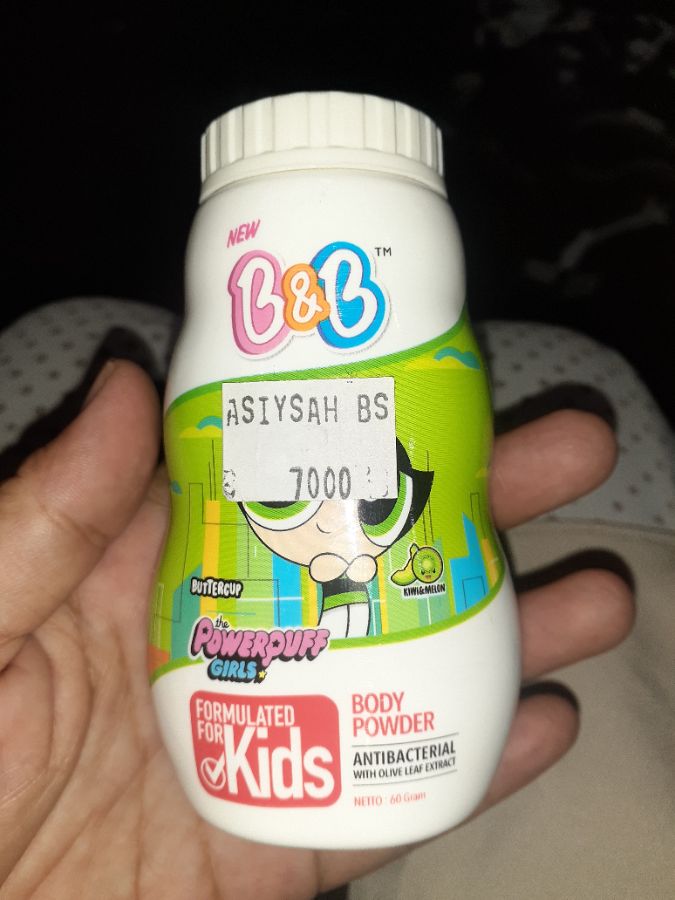 NEW
B&B™
ASIYSAH BS
7000
BUTTERCUP
KIWI&MELON
the
POWERPUFF
GIRLS
FORMULATED
FOR
Kids
BODY
POWDER
ANTIBACTERIAL
WITH OLIVE LEAF EXTRACT
NETTO : 60 Gram